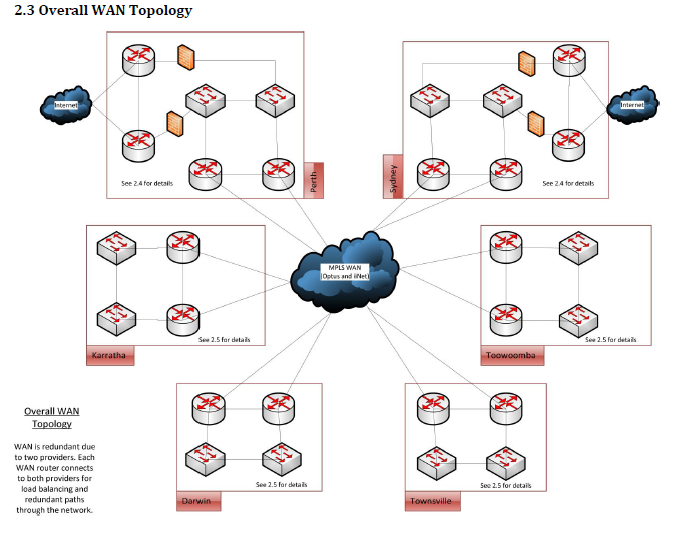 2.3 Overall WAN Topology
Internet
See 2.4 for details
Perth
Sydney
See 2.4 for details
Internet
MPLS WAN
(Optus and iiNet)
See 2.5 for details
Karratha
See 2.5 for details
Toowoomba
Overall WAN
Topology
WAN is redundant due
to two providers. Each
WAN router connects
to both providers for
load balancing and
redundant paths
through the network.
See 2.5 for details
Darwin
See 2.5 for details
Townsville